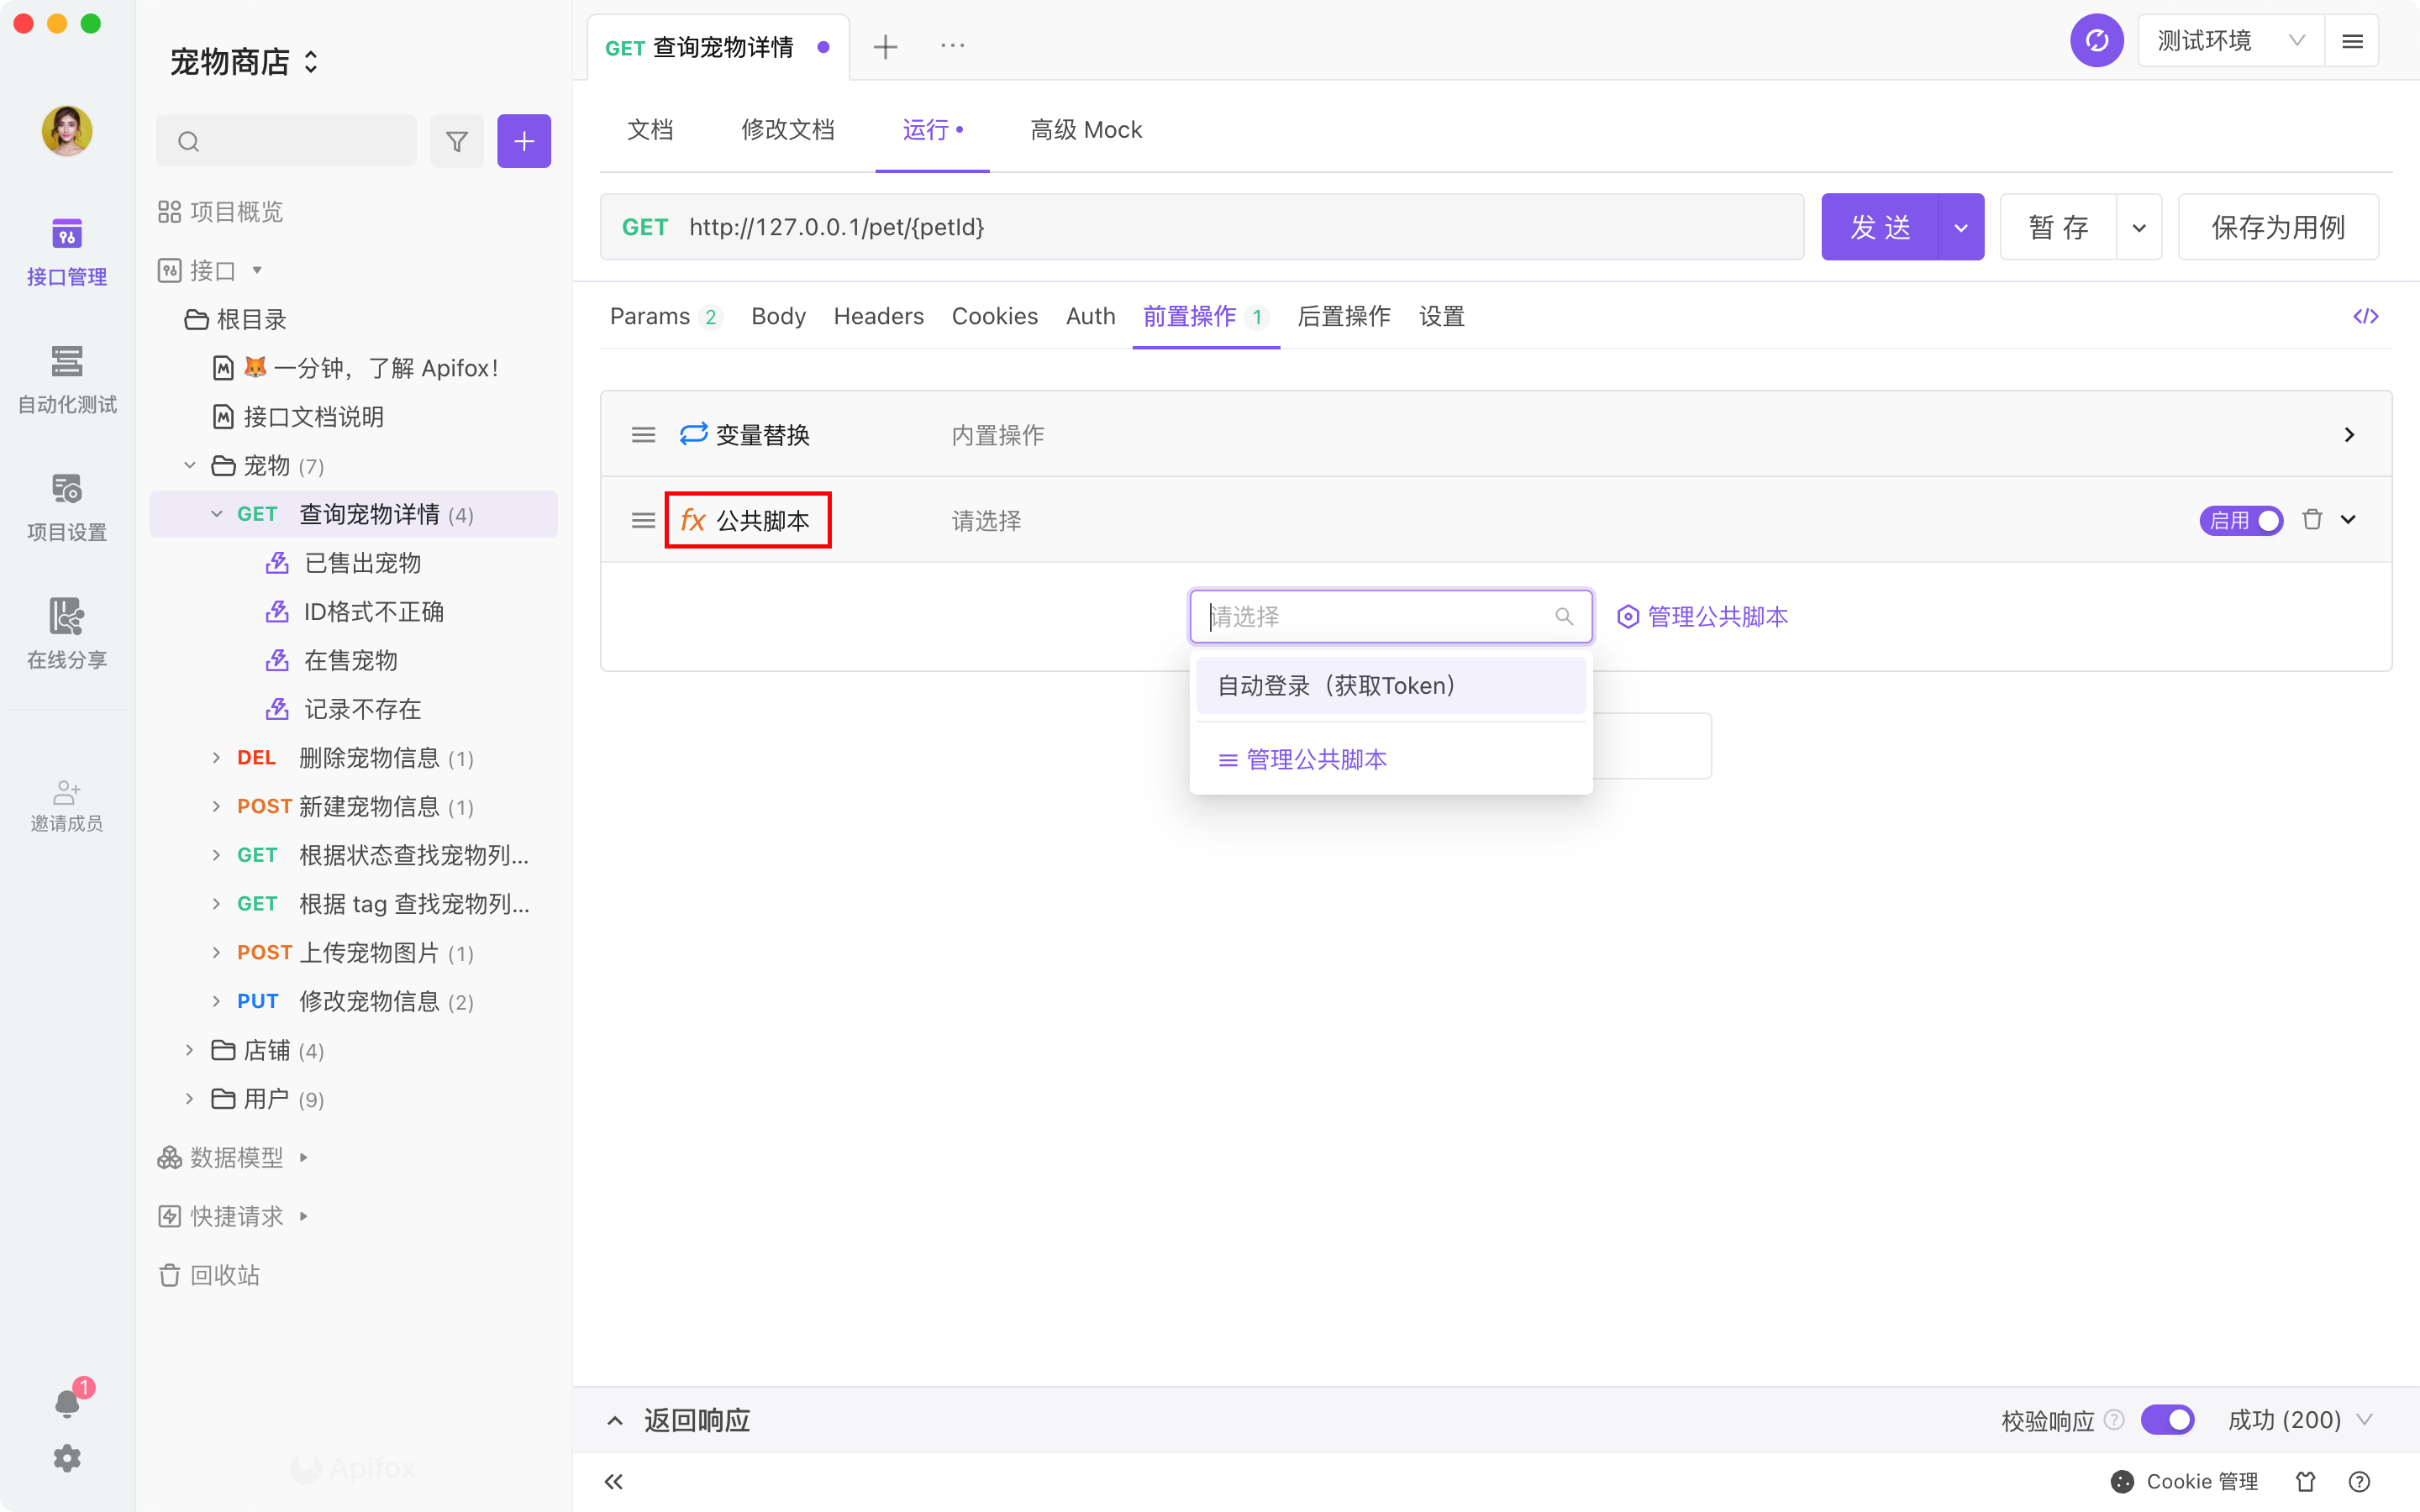 宠物商店
GET 查询宠物详情
测试环境
接口管理
自动化测试
项目设置
在线分享
邀请成员
1
项目概览
接口
根目录
🦊 一分钟，了解 Apifox！
接口文档说明
宠物 (7)
GET 查询宠物详情 (4)
已售出宠物
ID格式不正确
在售宠物
记录不存在
DEL 删除宠物信息 (1)
POST 新建宠物信息 (1)
GET 根据状态查找宠物列...
GET 根据 tag 查找宠物列...
POST 上传宠物图片 (1)
PUT 修改宠物信息 (2)
店铺 (4)
用户 (9)
数据模型
快捷请求
回收站
Apifox
文档 修改文档 运行 高级 Mock
GET http://127.0.0.1/pet/{petId}
发 送 暂 存 保存为用例
Params 2 Body Headers Cookies Auth 前置操作 1 后置操作 设置
变量替换 内置操作
fx 公共脚本 请选择 启用
请选择 管理公共脚本
自动登录（获取Token）
管理公共脚本
返回响应 校验响应 成功 (200)
Cookie 管理